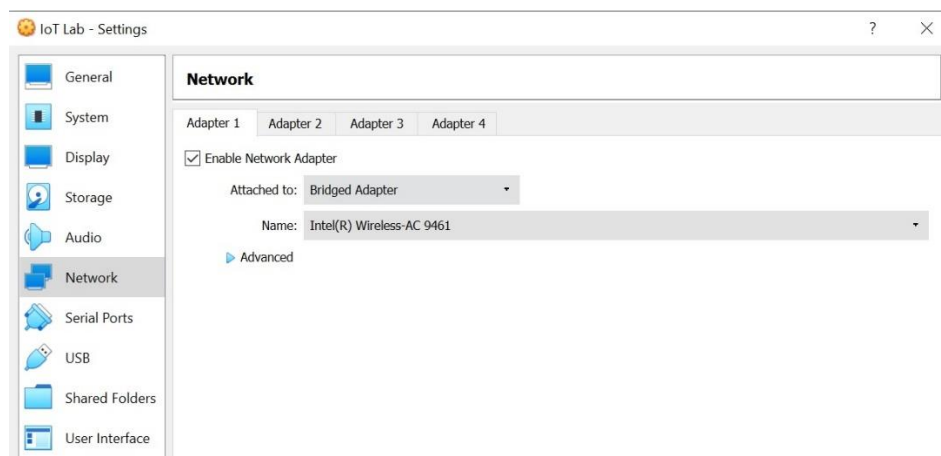 IoT Lab - Settings
?
General
System
Display
Storage
Audio
Network
Serial Ports
USB
Shared Folders
User Interface
Network
Adapter 1 Adapter 2 Adapter 3 Adapter 4
Enable Network Adapter
Attached to: Bridged Adapter
Name: Intel(R) Wireless-AC 9461
Advanced